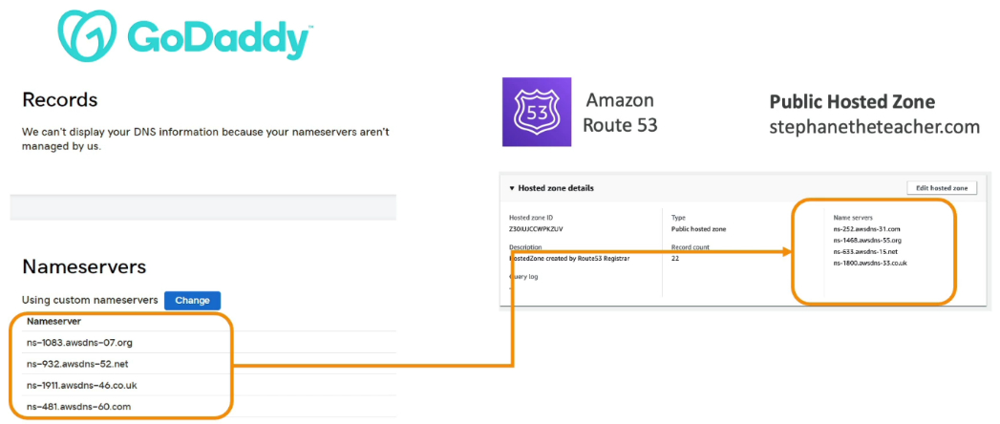 GoDaddy™
Records
We can't display your DNS information because your nameservers aren't
managed by us.
Nameservers
Using custom nameservers Change
Nameserver
ns-1083.awsdns-07.org
ns-932.awsdns-52.net
ns-1911.awsdns-46.co.uk
ns-481.awsdns-60.com
53
Amazon
Route 53
Public Hosted Zone
stephanetheteacher.com
▼ Hosted zone details
Edit hosted zone
Hosted zone ID
Z30IUJCCWPKZUV
Description
HostedZone created by Route53 Registrar
Query log
-
Type
Public hosted zone
Record count
22
Name servers
ns-252.awsdns-31.com
ns-1468.awsdns-55.org
ns-633.awsdns-15.net
ns-1800.awsdns-33.co.uk